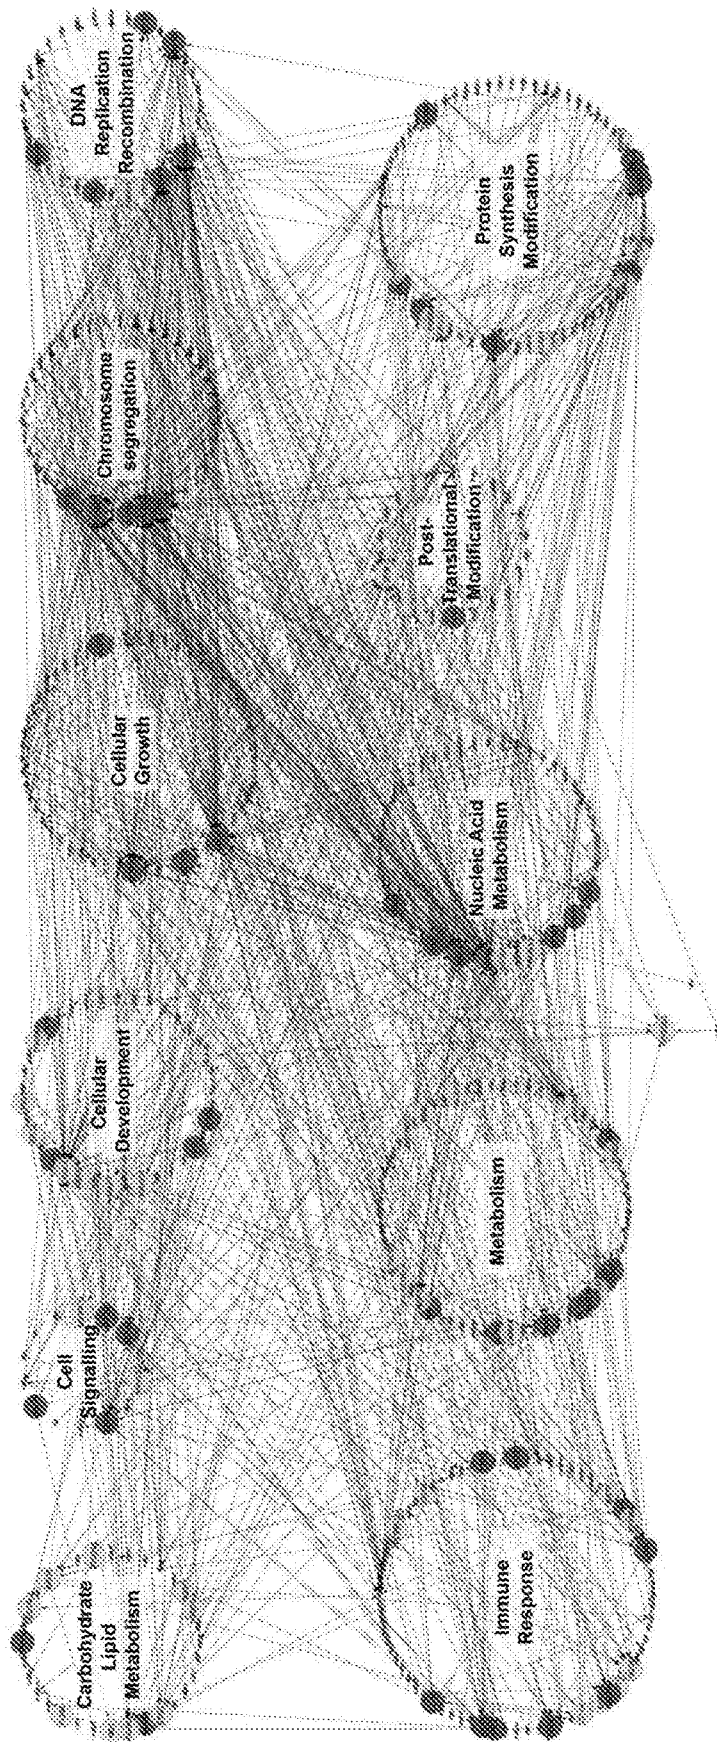 Carbohydrate
Lipid
Metabolism
Cell
Signalling
Cellular
Development
Cellular
Growth
Chromosome
segregation
DNA
Replication
Recombination
Immune
Response
Metabolism
Nucleic Acid
Metabolism
Post-
Translational
Modification
Protein
Synthesis
Modification